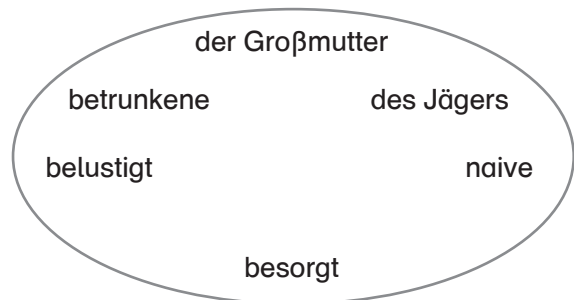 der Großmutter
betrunkene des Jägers
belustigt naive
besorgt